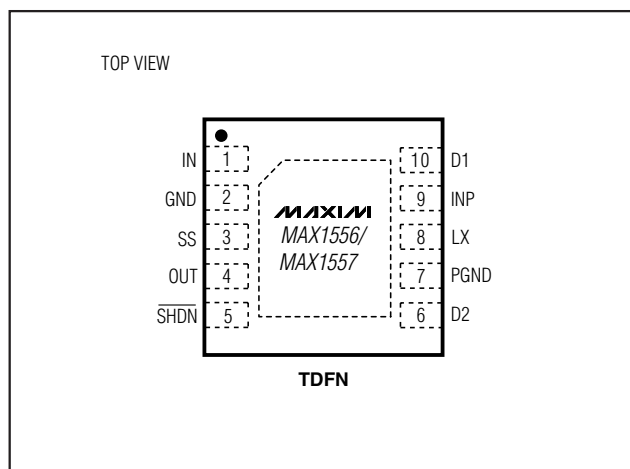 TOP VIEW
IN 1
GND 2
SS 3
OUT 4
SHDN 5
10 D1
9 INP
8 LX
7 PGND
6 D2
MAXIM
MAX1556/
MAX1557
TDFN